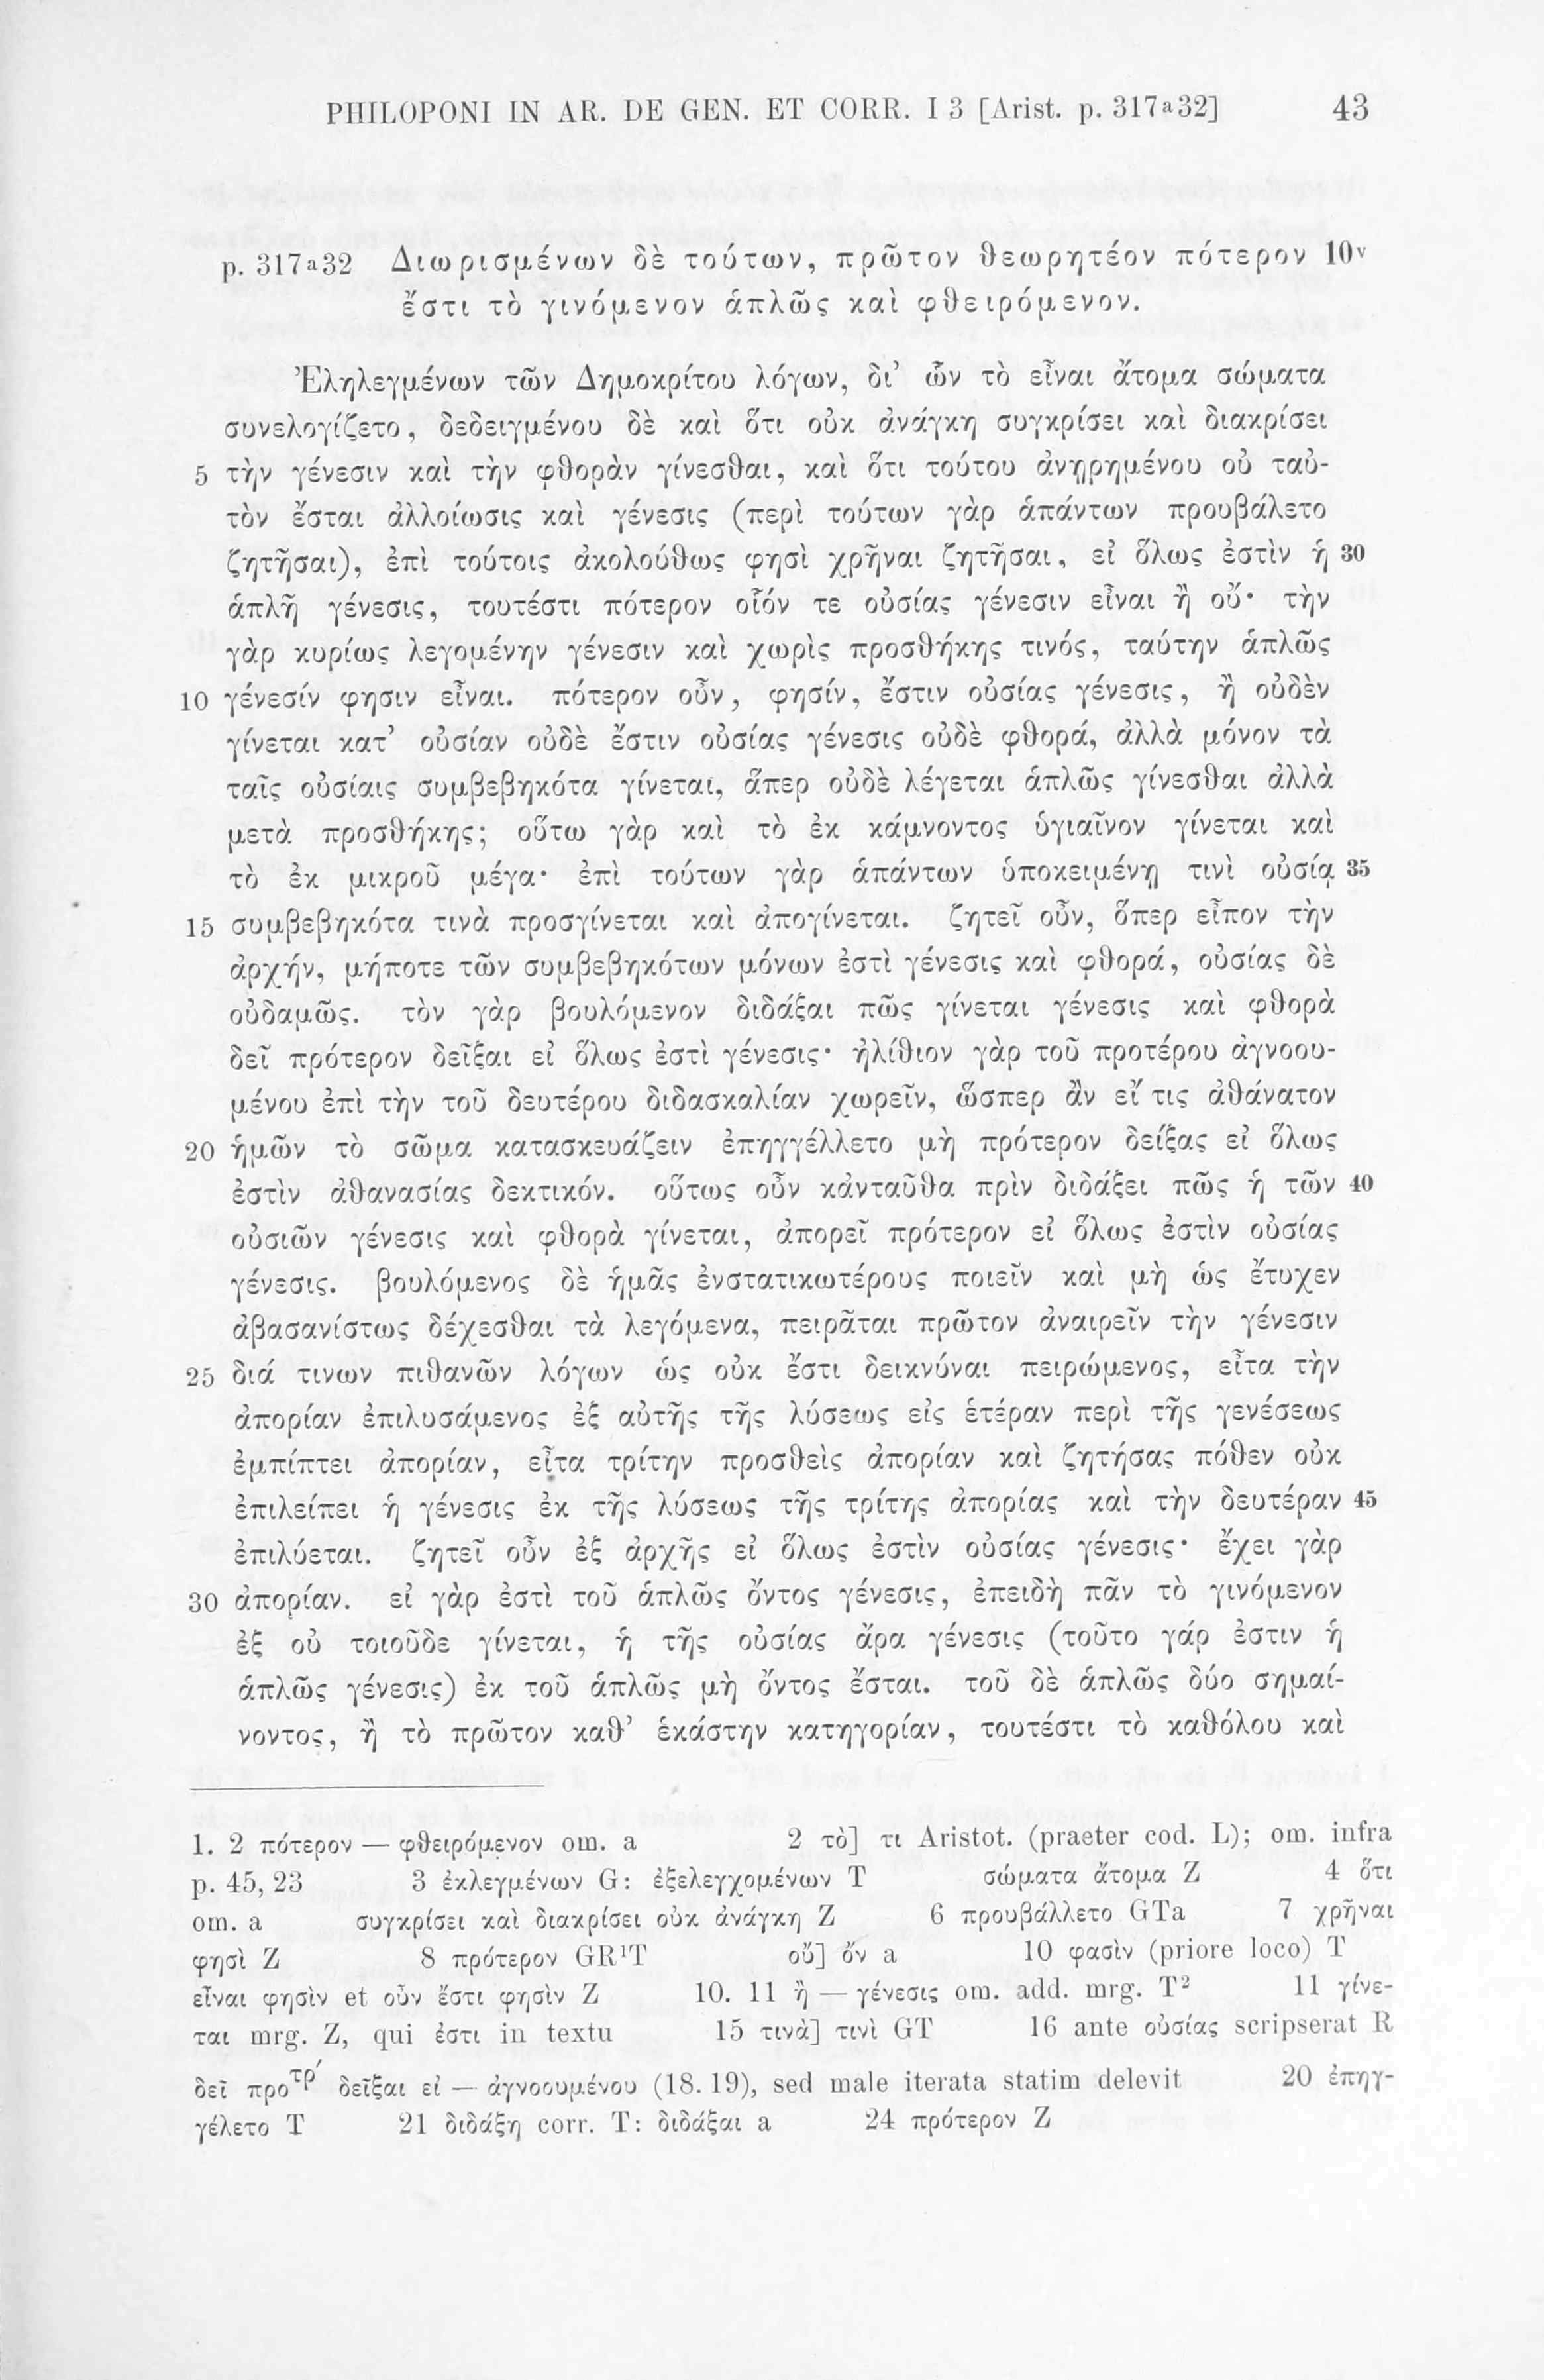 PHILOPONI IN AR. DE GEN. ET CORR. I 3 [Arist. p. 317a32] 43
p. 317a32 Διωρισμένων δὲ τούτων, πρῶτον θεωρητέον πότερον 10v
ἔστι τὸ γινόμενον ἁπλῶς καὶ φθειρόμενον.
Ἐληλεγμένων τῶν Δημοκρίτου λόγων, δι’ ὧν τὸ εἶναι ἄτομα σώματα
συνελογίζετο, δεδειγμένου δὲ καὶ ὅτι οὐκ ἀνάγκη συγκρίσει καὶ διακρίσει
5 τὴν γένεσιν καὶ τὴν φθορὰν γίνεσθαι, καὶ ὅτι τούτου ἀνῃρημένου οὐ ταὐ-
τὸν ἔσται ἀλλοίωσις καὶ γένεσις (περὶ τούτων γὰρ ἁπάντων προυβάλετο
ζητῆσαι), ἐπὶ τούτοις ἀκολούθως φησὶ χρῆναι ζητῆσαι, εἰ ὅλως ἐστὶν ἡ 30
ἁπλῆ γένεσις, τουτέστι πότερον οἷόν τε οὐσίας γένεσιν εἶναι ἢ οὔ· τὴν
γὰρ κυρίως λεγομένην γένεσιν καὶ χωρὶς προσθήκης τινός, ταύτην ἁπλῶς
10 γένεσίν φησιν εἶναι. πότερον οὖν, φησίν, ἔστιν οὐσίας γένεσις, ἢ οὐδὲν
γίνεται κατ’ οὐσίαν οὐδὲ ἔστιν οὐσίας γένεσις οὐδὲ φθορά, ἀλλὰ μόνον τὰ
ταῖς οὐσίαις συμβεβηκότα γίνεται, ἅπερ οὐδὲ λέγεται ἁπλῶς γίνεσθαι ἀλλὰ
μετὰ προσθήκης; οὕτω γὰρ καὶ τὸ ἐκ κάμνοντος ὑγιαῖνον γίνεται καὶ
τὸ ἐκ μικροῦ μέγα· ἐπὶ τούτων γὰρ ἁπάντων ὑποκειμένῃ τινὶ οὐσίᾳ 35
15 συμβεβηκότα τινὰ προσγίνεται καὶ ἀπογίνεται. ζητεῖ οὖν, ὅπερ εἶπον τὴν
ἀρχήν, μήποτε τῶν συμβεβηκότων μόνων ἐστὶ γένεσις καὶ φθορά, οὐσίας δὲ
οὐδαμῶς. τὸν γὰρ βουλόμενον διδάξαι πῶς γίνεται γένεσις καὶ φθορὰ
δεῖ πρότερον δεῖξαι εἰ ὅλως ἐστὶ γένεσις· ἠλίθιον γὰρ τοῦ προτέρου ἀγνοου-
μένου ἐπὶ τὴν τοῦ δευτέρου διδασκαλίαν χωρεῖν, ὥσπερ ἂν εἴ τις ἀθάνατον
20 ἡμῶν τὸ σῶμα κατασκευάζειν ἐπηγγέλλετο μὴ πρότερον δείξας εἰ ὅλως
ἐστὶν ἀθανασίας δεκτικόν. οὕτως οὖν κἀνταῦθα πρὶν διδάξει πῶς ἡ τῶν 40
οὐσιῶν γένεσις καὶ φθορὰ γίνεται, ἀπορεῖ πρότερον εἰ ὅλως ἐστὶν οὐσίας
γένεσις. βουλόμενος δὲ ἡμᾶς ἐνστατικωτέρους ποιεῖν καὶ μὴ ὡς ἔτυχεν
ἀβασανίστως δέχεσθαι τὰ λεγόμενα, πειρᾶται πρῶτον ἀναιρεῖν τὴν γένεσιν
25 διά τινων πιθανῶν λόγων ὡς οὐκ ἔστι δεικνύναι πειρώμενος, εἶτα τὴν
ἀπορίαν ἐπιλυσάμενος ἐξ αὐτῆς τῆς λύσεως εἰς ἑτέραν περὶ τῆς γενέσεως
ἐμπίπτει ἀπορίαν, εἶτα τρίτην προσθεὶς ἀπορίαν καὶ ζητήσας πόθεν οὐκ
ἐπιλείπει ἡ γένεσις ἐκ τῆς λύσεως τῆς τρίτης ἀπορίας καὶ τὴν δευτέραν 45
ἐπιλύεται. ζητεῖ οὖν ἐξ ἀρχῆς εἰ ὅλως ἐστὶν οὐσίας γένεσις· ἔχει γὰρ
30 ἀπορίαν. εἰ γὰρ ἐστὶ τοῦ ἁπλῶς ὄντος γένεσις, ἐπειδὴ πᾶν τὸ γινόμενον
ἐξ οὐ τοιοῦδε γίνεται, ἡ τῆς οὐσίας ἄρα γένεσις (τοῦτο γάρ ἐστιν ἡ
ἁπλῶς γένεσις) ἐκ τοῦ ἁπλῶς μὴ ὄντος ἔσται. τοῦ δὲ ἁπλῶς δύο σημαί-
νοντος, ἢ τὸ πρῶτον καθ’ ἑκάστην κατηγορίαν, τουτέστι τὸ καθόλου καὶ
1. 2 πότερον — φθειρόμενον om. a 2 τὸ] τι Aristot. (praeter cod. L); om. infra
p. 45, 23 3 ἐκλεγμένων G: ἐξελεγχομένων T σώματα ἄτομα Z 4 ὅτι
om. a συγκρίσει καὶ διακρίσει οὐκ ἀνάγκη Z 6 προυβάλλετο GTa 7 χρῆναι
φησὶ Z 8 πρότερον GR¹T οὔ] ὄν a 10 φασὶν (priore loco) T
εἶναι φησὶν et οὖν ἔστι φησὶν Z 10. 11 ἢ — γένεσις om. add. mrg. T² 11 γίνε-
ται mrg. Z, qui ἐστι in textu 15 τινὰ] τινὶ GT 16 ante οὐσίας scripserat R
δεῖ προτρ́ δεῖξαι εἰ — ἀγνοουμένου (18. 19), sed male iterata statim delevit 20 ἐπηγ-
γέλετο T 21 διδάξῃ corr. T: διδάξαι a 24 πρότερον Z